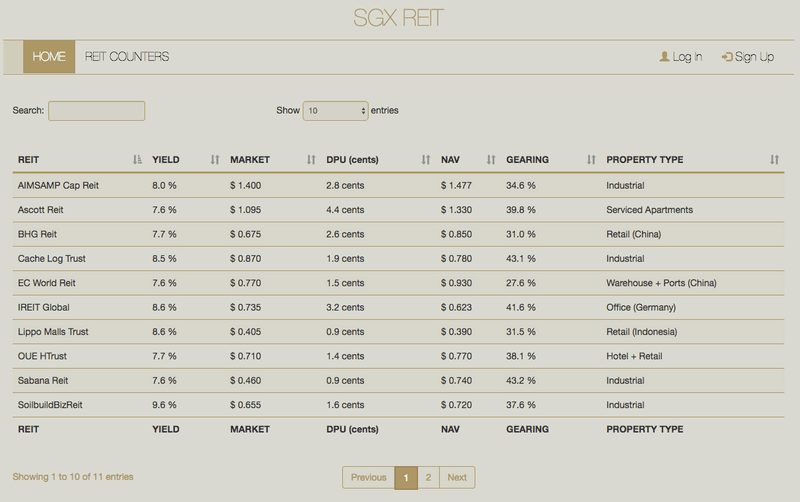 SGX REIT
HOME REIT COUNTERS Log In Sign Up
Search: Show 10 entries
REIT YIELD MARKET DPU (cents) NAV GEARING PROPERTY TYPE
AIMSAMP Cap Reit 8.0 % $ 1.400 2.8 cents $ 1.477 34.6 % Industrial
Ascott Reit 7.6 % $ 1.095 4.4 cents $ 1.330 39.8 % Serviced Apartments
BHG Reit 7.7 % $ 0.675 2.6 cents $ 0.850 31.0 % Retail (China)
Cache Log Trust 8.5 % $ 0.870 1.9 cents $ 0.780 43.1 % Industrial
EC World Reit 7.6 % $ 0.770 1.5 cents $ 0.930 27.6 % Warehouse + Ports (China)
IREIT Global 8.6 % $ 0.735 3.2 cents $ 0.623 41.6 % Office (Germany)
Lippo Malls Trust 8.6 % $ 0.405 0.9 cents $ 0.390 31.5 % Retail (Indonesia)
OUE HTrust 7.7 % $ 0.710 1.4 cents $ 0.770 38.1 % Hotel + Retail
Sabana Reit 7.6 % $ 0.460 0.9 cents $ 0.740 43.2 % Industrial
SoilbuildBizReit 9.6 % $ 0.655 1.6 cents $ 0.720 37.6 % Industrial
REIT YIELD MARKET DPU (cents) NAV GEARING PROPERTY TYPE
Showing 1 to 10 of 11 entries Previous 1 2 Next